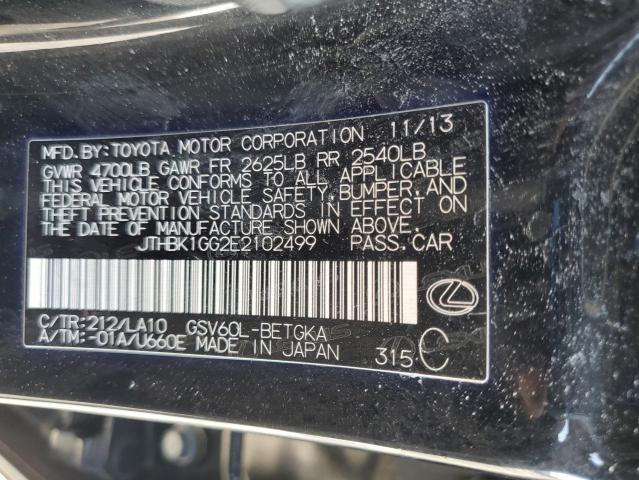 MFD.BY:TOYOTA MOTOR CORPORATION 11/13
GVWR 4700LB GAWR FR 2625LB RR 2540LB
THIS VEHICLE CONFORMS TO ALL APPLICABLE
FEDERAL MOTOR VEHICLE SAFETY, BUMPER, AND
THEFT PREVENTION STANDARDS IN EFFECT ON
THE DATE OF MANUFACTURE SHOWN ABOVE.
JTHBK1GG2E2102499 PASS.CAR
C/TR:212/LA10 GSV60L-BETGKA
A/TM:-01A/U660E MADE IN JAPAN 315 C